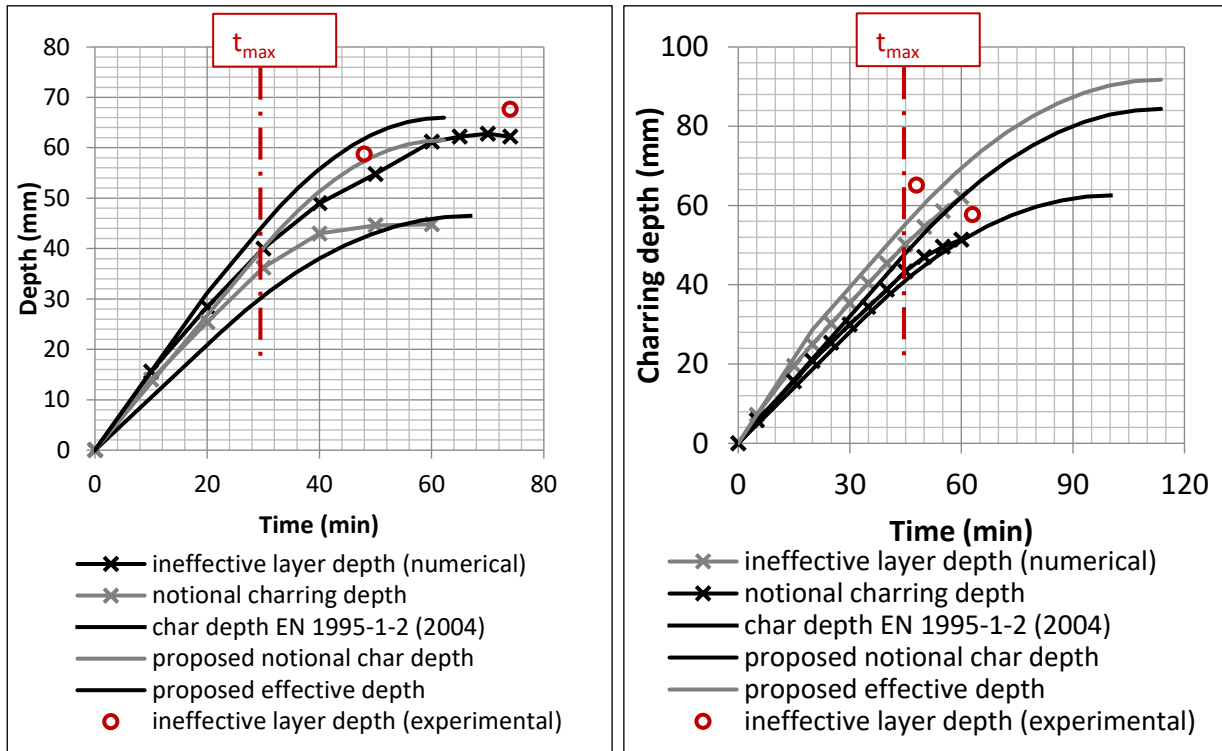 t_max
80
70
60
50
40
30
20
10
0
Depth (mm)
0 20 40 60 80
Time (min)
ineffective layer depth (numerical)
notional charring depth
char depth EN 1995-1-2 (2004)
proposed notional char depth
proposed effective depth
ineffective layer depth (experimental)
t_max
100
80
60
40
20
0
Charring depth (mm)
0 30 60 90 120
Time (min)
ineffective layer depth (numerical)
notional charring depth
char depth EN 1995-1-2 (2004)
proposed notional char depth
proposed effective depth
ineffective layer depth (experimental)